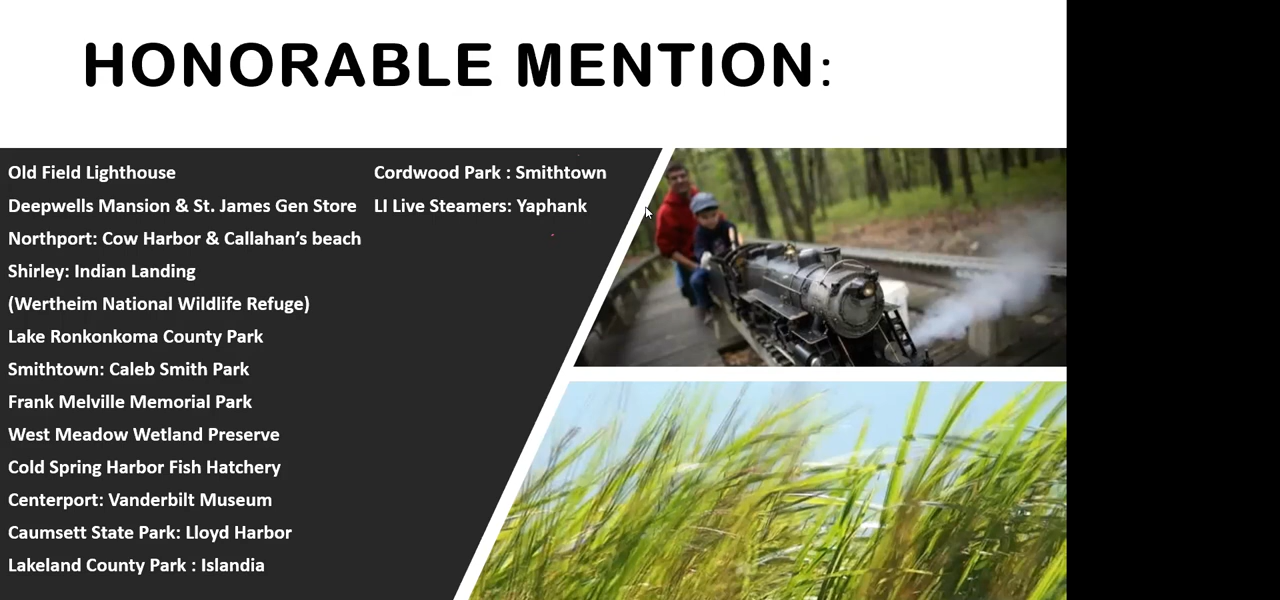 HONORABLE MENTION:
Old Field Lighthouse
Deepwells Mansion & St. James Gen Store
Northport: Cow Harbor & Callahan’s beach
Shirley: Indian Landing
(Wertheim National Wildlife Refuge)
Lake Ronkonkoma County Park
Smithtown: Caleb Smith Park
Frank Melville Memorial Park
West Meadow Wetland Preserve
Cold Spring Harbor Fish Hatchery
Centerport: Vanderbilt Museum
Caumsett State Park: Lloyd Harbor
Lakeland County Park : Islandia
Cordwood Park : Smithtown
LI Live Steamers: Yaphank